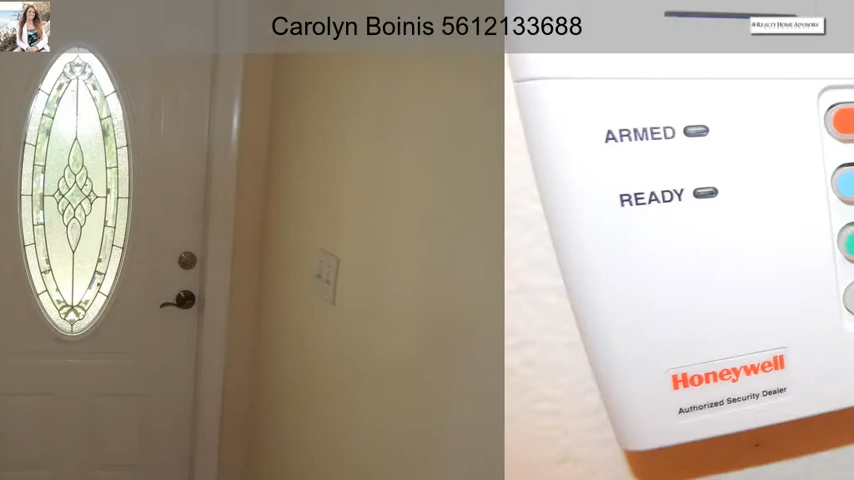 Carolyn Boinis 5612133688
REALTY HOME ADVISORS
ARMED
READY
Honeywell
Authorized Security Dealer